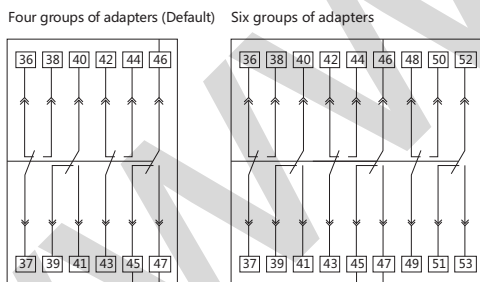 Four groups of adapters (Default) Six groups of adapters
36 38 40 42 44 46 36 38 40 42 44 46 48 50 52
37 39 41 43 45 47 37 39 41 43 45 47 49 51 53